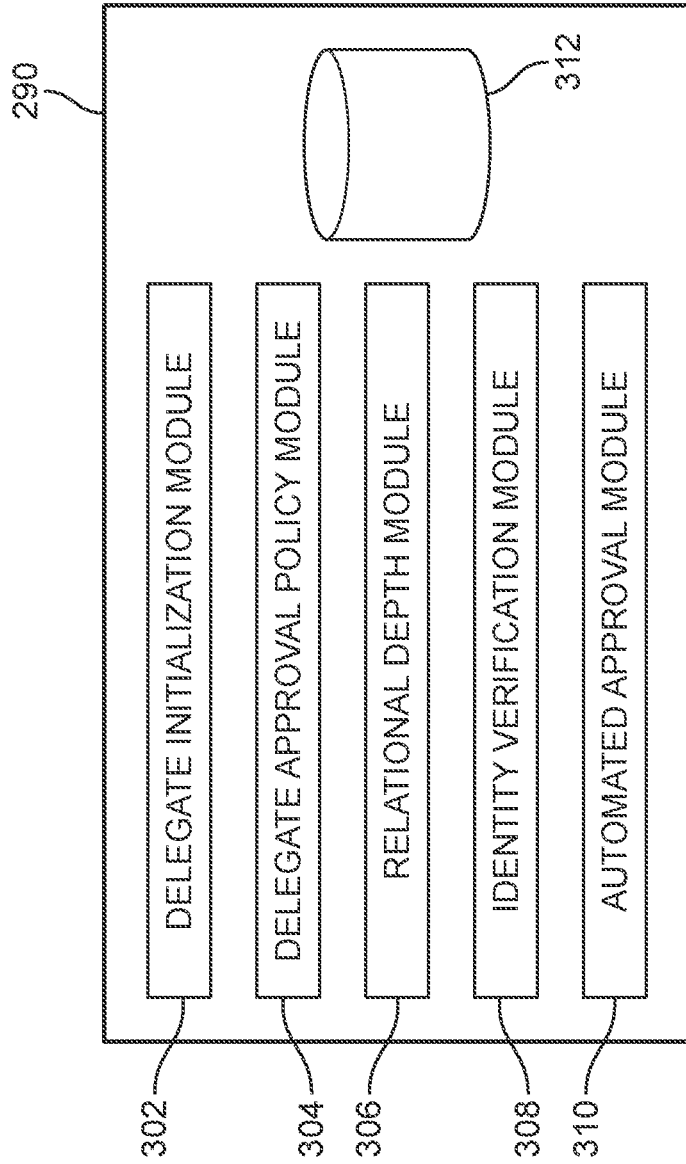 290
302
DELEGATE INITIALIZATION MODULE
304
DELEGATE APPROVAL POLICY MODULE
306
RELATIONAL DEPTH MODULE
308
IDENTITY VERIFICATION MODULE
310
AUTOMATED APPROVAL MODULE
312